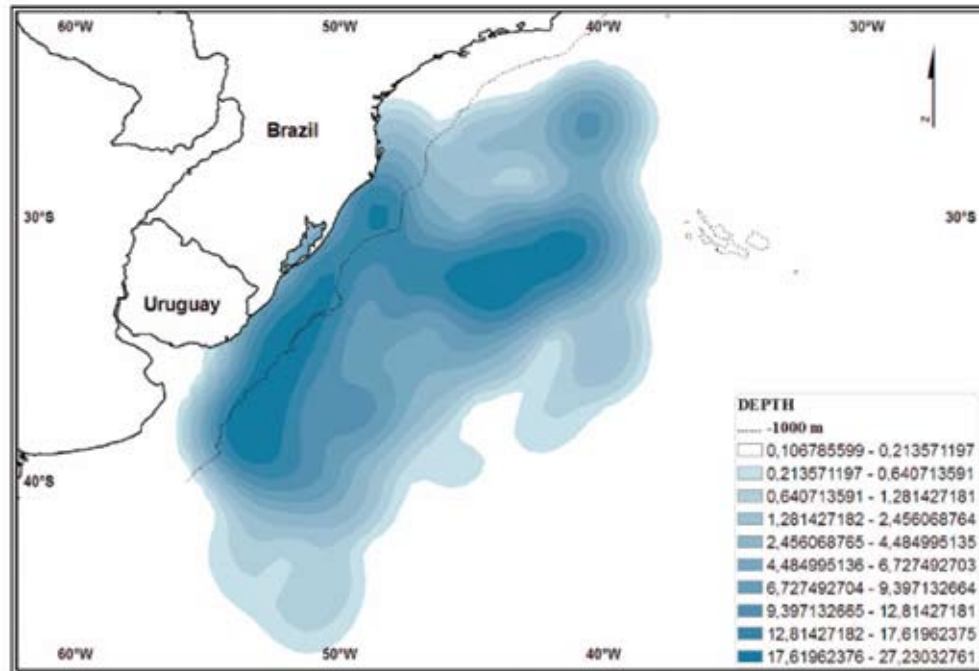 60°W 50°W 40°W 30°W
N
Brazil
30°S 30°S
Uruguay
DEPTH
-1000 m
0,106785599 - 0,213571197
0,213571197 - 0,640713591
0,640713591 - 1,281427181
1,281427182 - 2,456068764
2,456068765 - 4,484995135
4,484995136 - 6,727492703
6,727492704 - 9,397132664
9,397132665 - 12,81427181
12,81427182 - 17,61962375
17,61962376 - 27,23032761
40°S
60°W 50°W 40°W